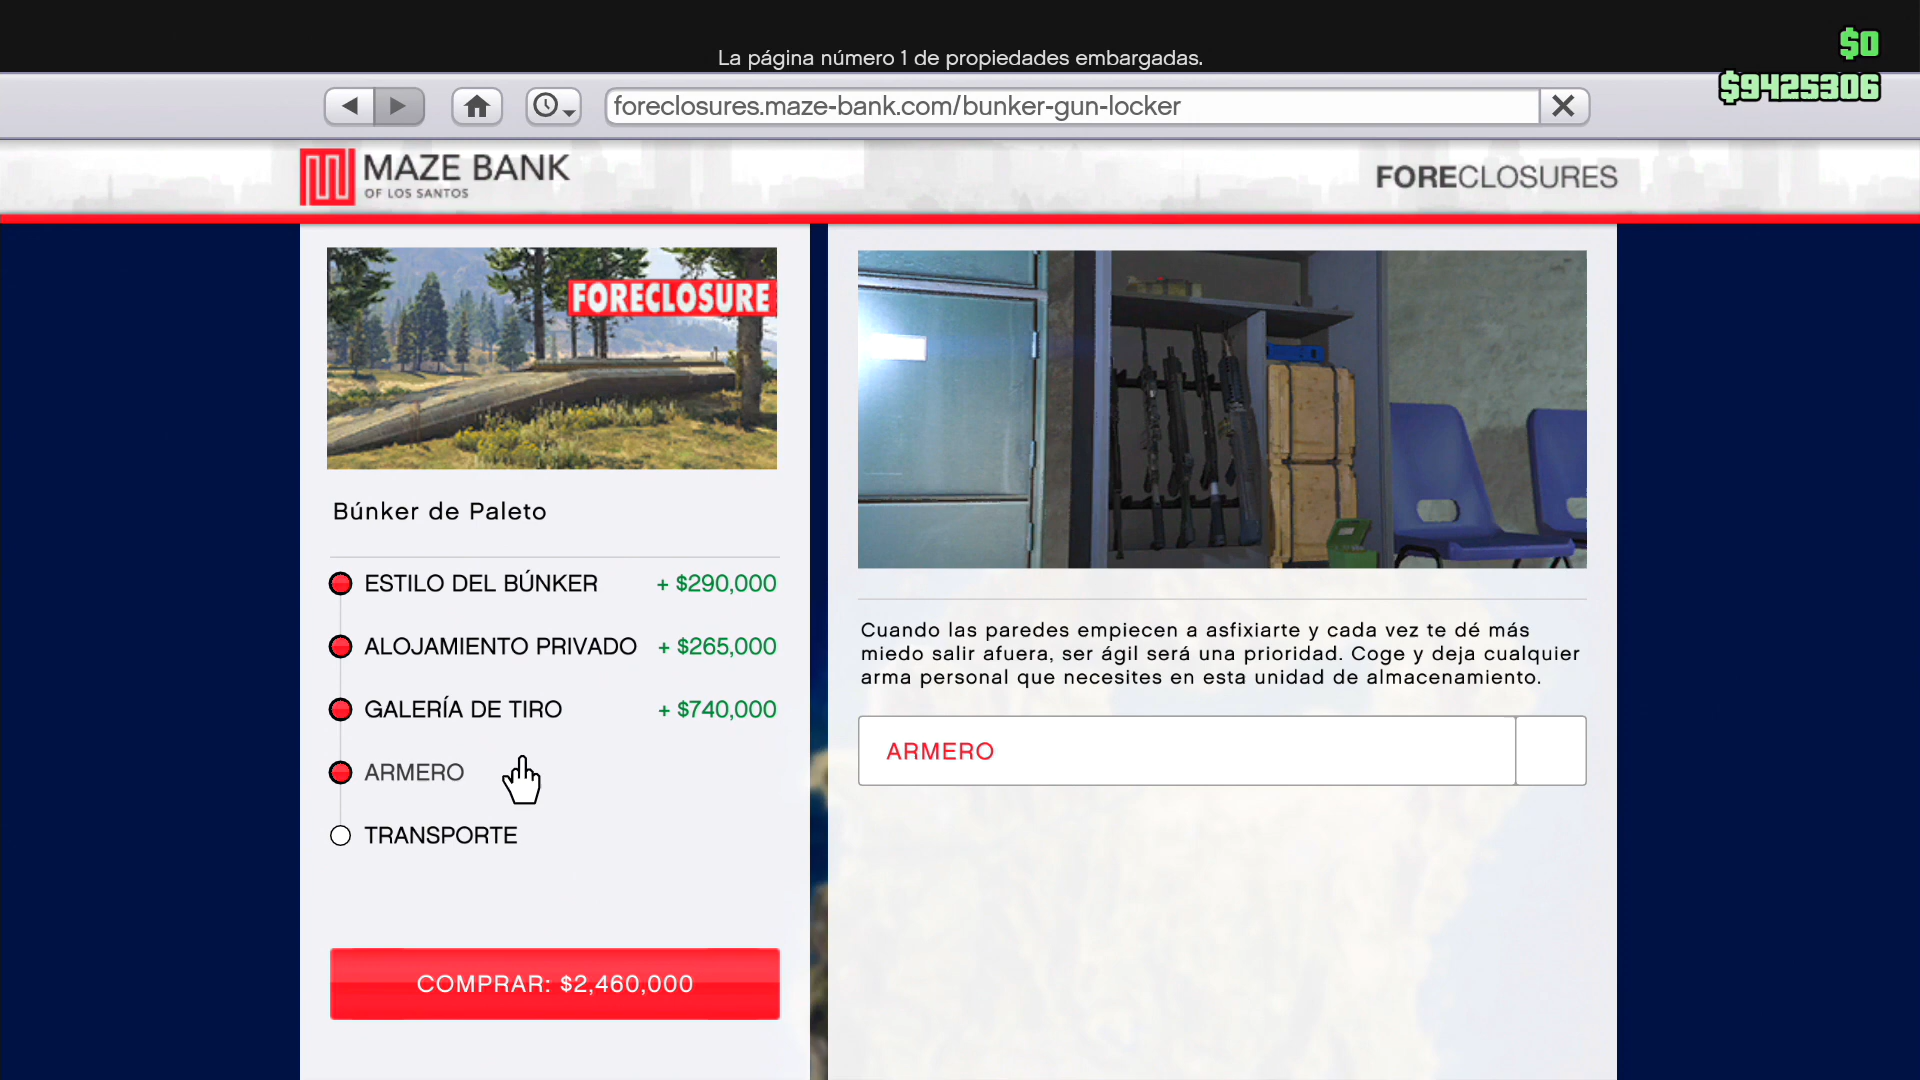 La página número 1 de propiedades embargadas.
$0
$9425306
foreclosures.maze-bank.com/bunker-gun-locker
MAZE BANK
OF LOS SANTOS
FORECLOSURES
FORECLOSURE
Búnker de Paleto
ESTILO DEL BÚNKER + $290,000
ALOJAMIENTO PRIVADO + $265,000
GALERÍA DE TIRO + $740,000
ARMERO
TRANSPORTE
COMPRAR: $2,460,000
Cuando las paredes empiecen a asfixiarte y cada vez te dé más
miedo salir afuera, ser ágil será una prioridad. Coge y deja cualquier
arma personal que necesites en esta unidad de almacenamiento.
ARMERO